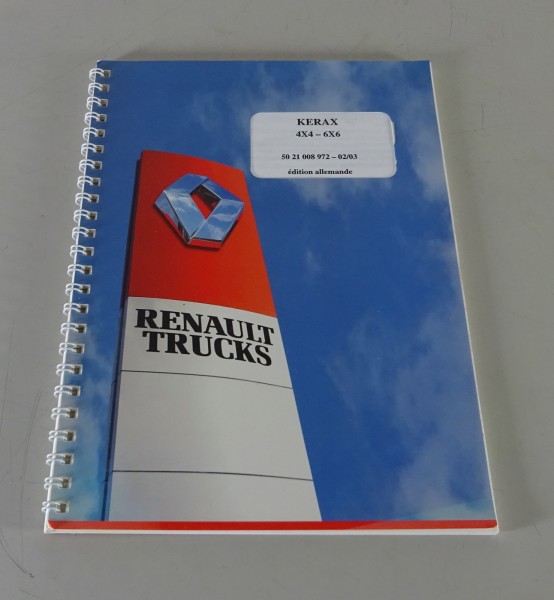 KERAX
4X4 – 6X6
50 21 008 972 – 02/03
édition allemande
RENAULT
TRUCKS